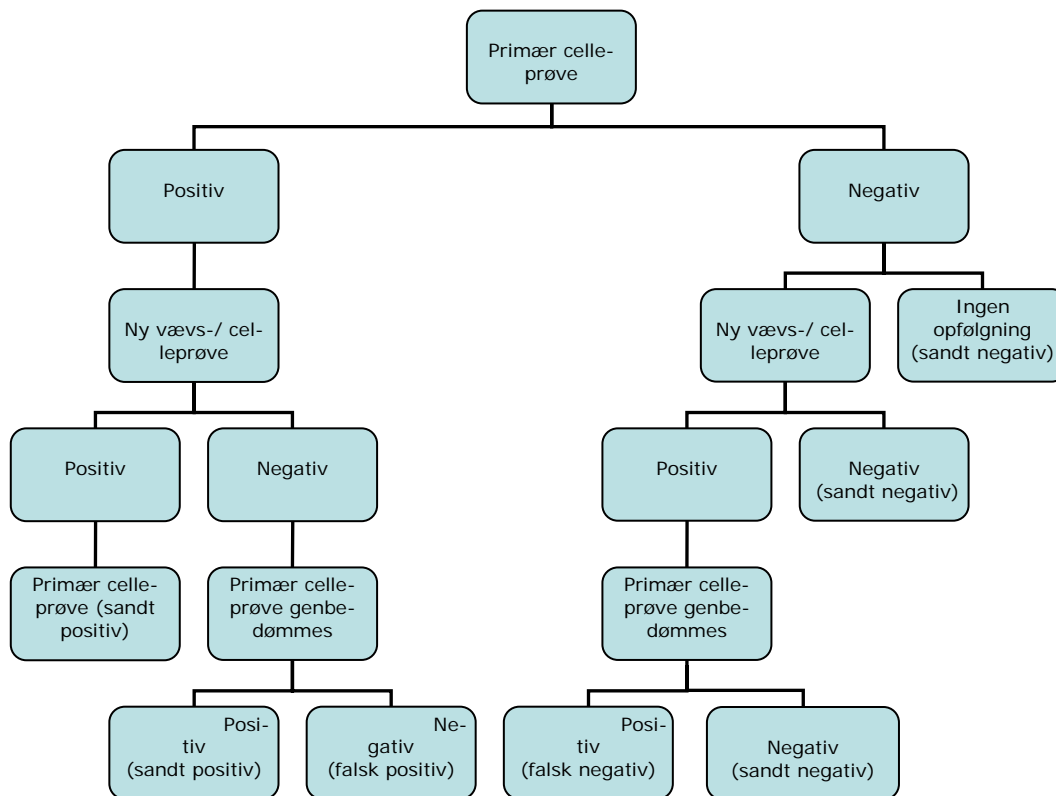 Primær celle-
prøve
Positiv
Negativ
Ny vævs-/ cel-
leprøve
Ny vævs-/ cel-
leprøve
Ingen
opfølgning
(sandt negativ)
Positiv
Negativ
Positiv
Negativ
(sandt negativ)
Primær celle-
prøve (sandt
positiv)
Primær celle-
prøve genbe-
dømmes
Primær celle-
prøve genbe-
dømmes
Posi-
tiv
(sandt positiv)
Ne-
gativ
(falsk positiv)
Posi-
tiv
(falsk negativ)
Negativ
(sandt negativ)